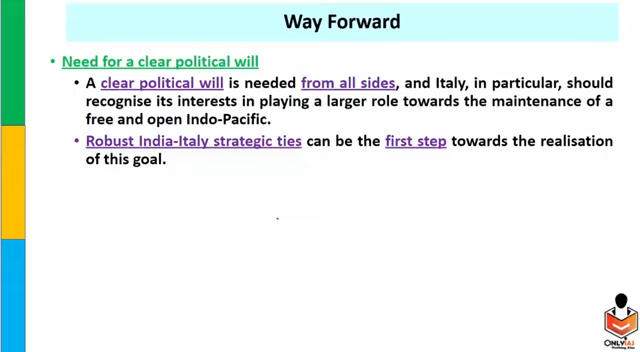 Way Forward
• Need for a clear political will
• A clear political will is needed from all sides, and Italy, in particular, should
recognise its interests in playing a larger role towards the maintenance of a
free and open Indo-Pacific.
• Robust India-Italy strategic ties can be the first step towards the realisation
of this goal.
ONLYIAS